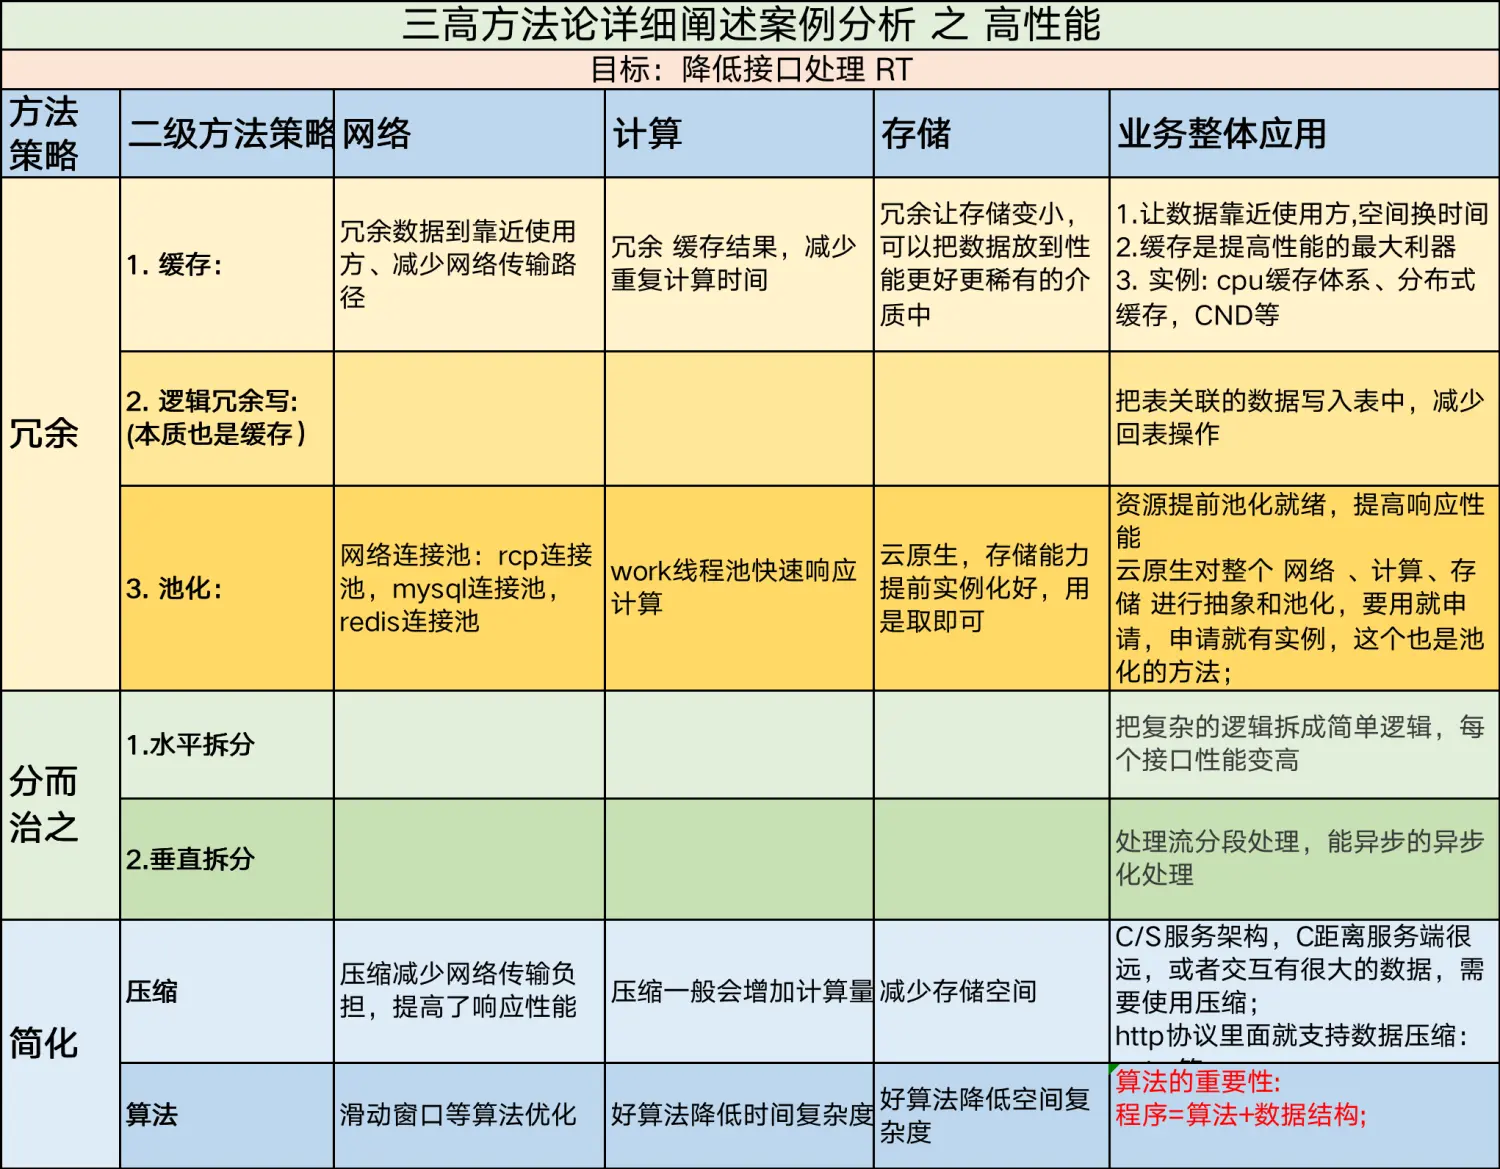 三高方法论详细阐述案例分析 之 高性能
目标：降低接口处理 RT
方法
策略
二级方法策略
网络
计算
存储
业务整体应用
冗余
1. 缓存:
冗余数据到靠近使用
方、减少网络传输路
径
冗余 缓存结果，减少
重复计算时间
冗余让存储变小，
可以把数据放到性
能更好更稀有的介
质中
1.让数据靠近使用方,空间换时间
2.缓存是提高性能的最大利器
3. 实例: cpu缓存体系、分布式
缓存，CND等
2. 逻辑冗余写:
(本质也是缓存）
把表关联的数据写入表中，减少
回表操作
3. 池化:
网络连接池：rcp连接
池，mysql连接池，
redis连接池
work线程池快速响应
计算
云原生，存储能力
提前实例化好，用
是取即可
资源提前池化就绪，提高响应性
能
云原生对整个 网络 、计算、存
储 进行抽象和池化，要用就申
请，申请就有实例，这个也是池
化的方法；
分而
治之
1.水平拆分
把复杂的逻辑拆成简单逻辑，每
个接口性能变高
2.垂直拆分
处理流分段处理，能异步的异步
化处理
简化
压缩
压缩减少网络传输负
担，提高了响应性能
压缩一般会增加计算量
减少存储空间
C/S服务架构，C距离服务端很
远，或者交互有很大的数据，需
要使用压缩；
http协议里面就支持数据压缩：
算法
滑动窗口等算法优化
好算法降低时间复杂度
好算法降低空间复
杂度
算法的重要性:
程序=算法+数据结构;